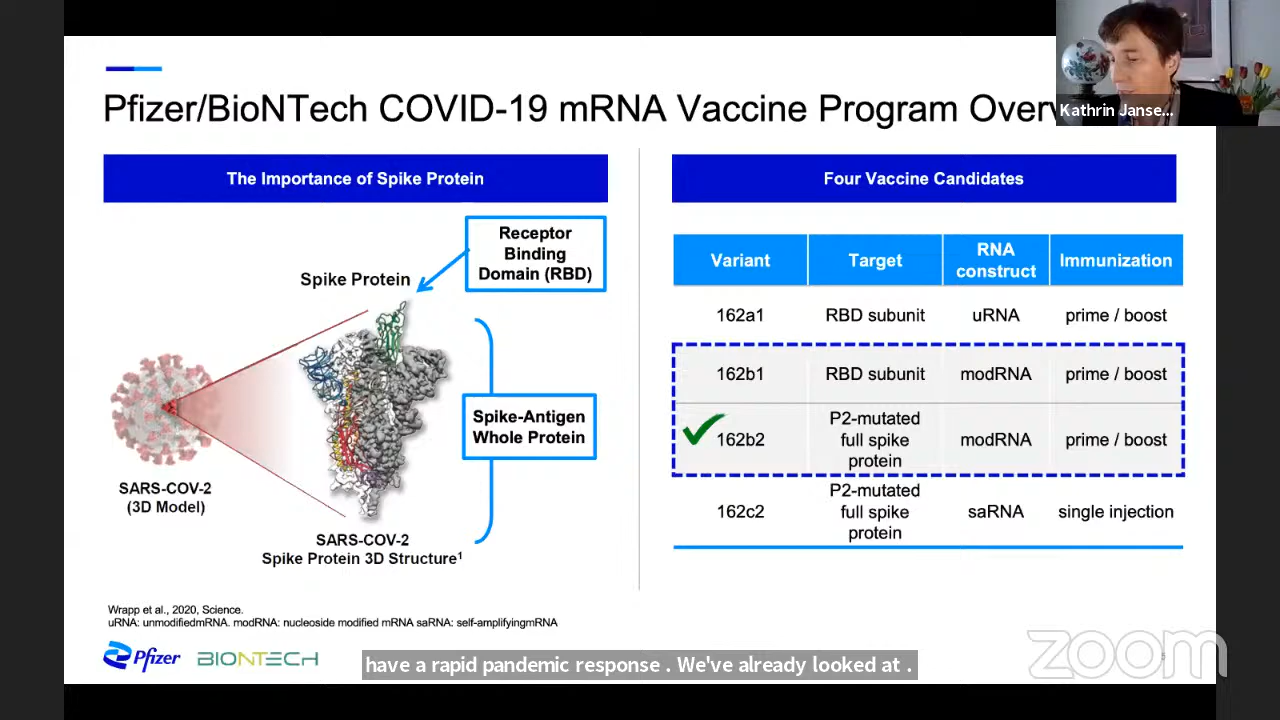 Pfizer/BioNTech COVID-19 mRNA Vaccine Program Overv
Kathrin Janse...
The Importance of Spike Protein
Receptor
Binding
Domain (RBD)
Spike Protein
Spike-Antigen
Whole Protein
SARS-COV-2
(3D Model)
SARS-COV-2
Spike Protein 3D Structure¹
Four Vaccine Candidates
Variant Target RNA construct Immunization
162a1 RBD subunit uRNA prime / boost
162b1 RBD subunit modRNA prime / boost
162b2 P2-mutated full spike protein modRNA prime / boost
162c2 P2-mutated full spike protein saRNA single injection
Wrapp et al., 2020, Science.
uRNA: unmodifiedmRNA. modRNA: nucleoside modified mRNA saRNA: self-amplifyingmRNA
Pfizer BIONTECH
have a rapid pandemic response . We've already looked at .
zoom